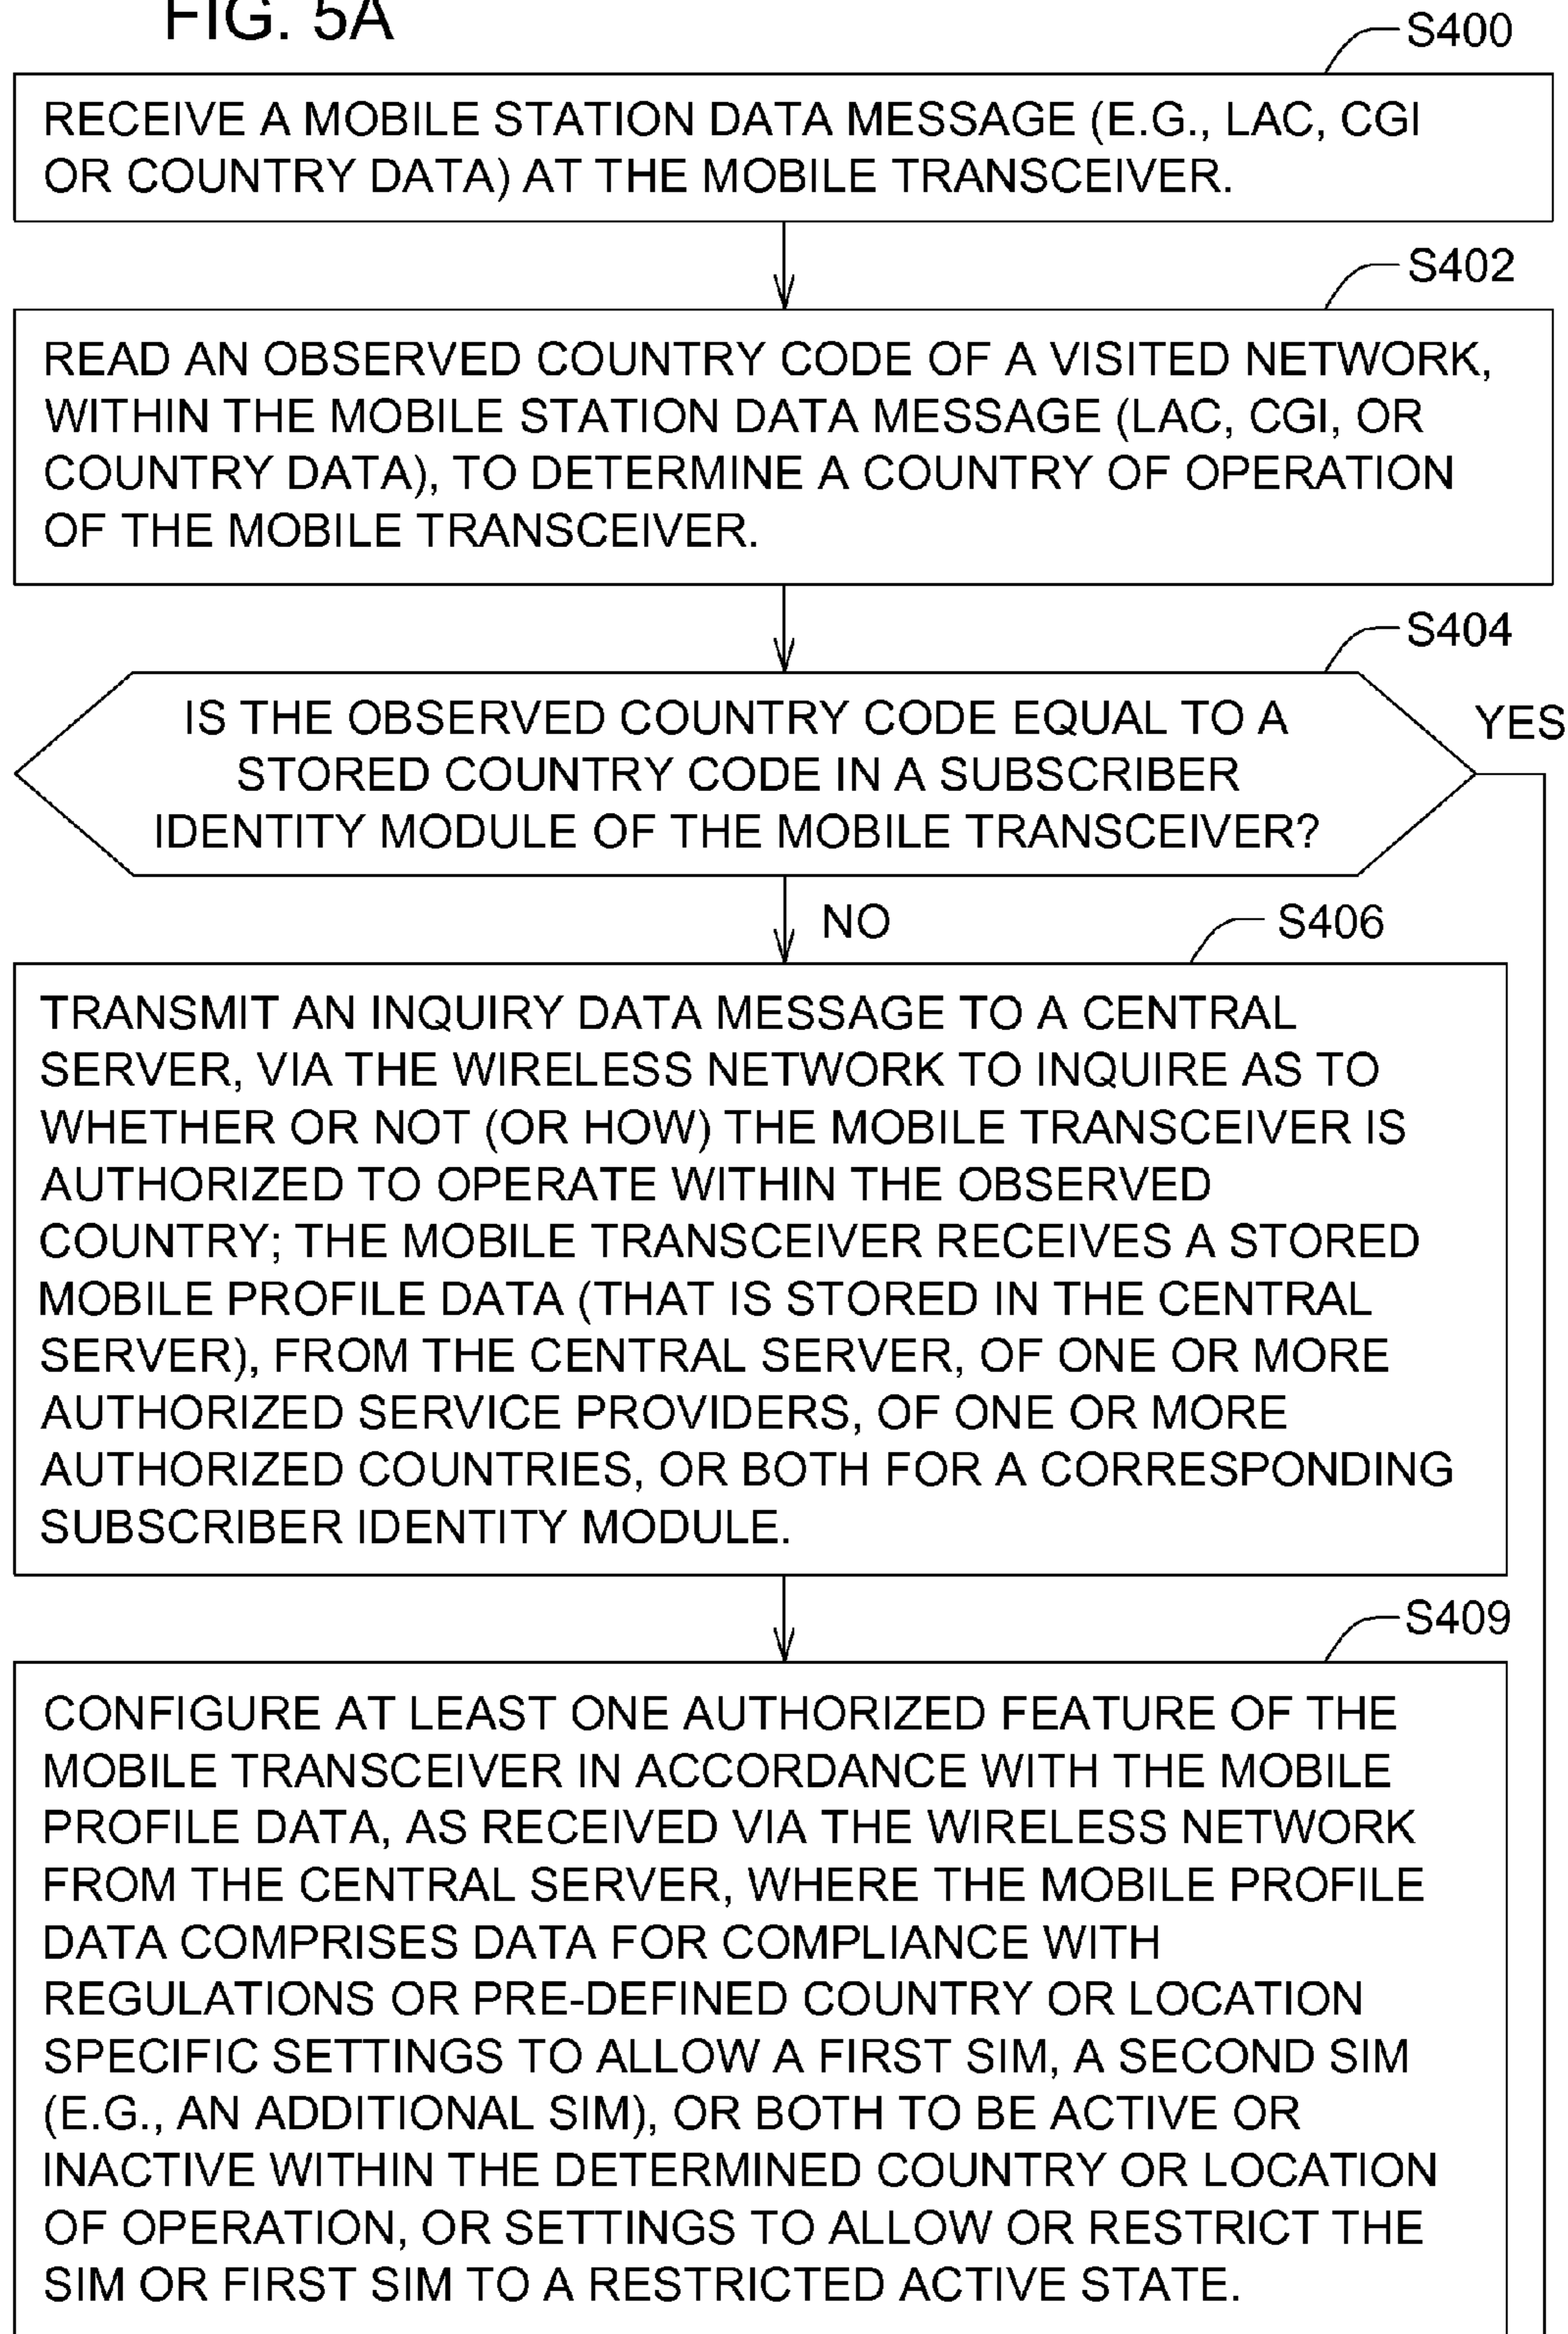 FIG. 5A
S400
RECEIVE A MOBILE STATION DATA MESSAGE (E.G., LAC, CGI
OR COUNTRY DATA) AT THE MOBILE TRANSCEIVER.
S402
READ AN OBSERVED COUNTRY CODE OF A VISITED NETWORK,
WITHIN THE MOBILE STATION DATA MESSAGE (LAC, CGI, OR
COUNTRY DATA), TO DETERMINE A COUNTRY OF OPERATION
OF THE MOBILE TRANSCEIVER.
S404
IS THE OBSERVED COUNTRY CODE EQUAL TO A
STORED COUNTRY CODE IN A SUBSCRIBER
IDENTITY MODULE OF THE MOBILE TRANSCEIVER?
YES
NO
S406
TRANSMIT AN INQUIRY DATA MESSAGE TO A CENTRAL
SERVER, VIA THE WIRELESS NETWORK TO INQUIRE AS TO
WHETHER OR NOT (OR HOW) THE MOBILE TRANSCEIVER IS
AUTHORIZED TO OPERATE WITHIN THE OBSERVED
COUNTRY; THE MOBILE TRANSCEIVER RECEIVES A STORED
MOBILE PROFILE DATA (THAT IS STORED IN THE CENTRAL
SERVER), FROM THE CENTRAL SERVER, OF ONE OR MORE
AUTHORIZED SERVICE PROVIDERS, OF ONE OR MORE
AUTHORIZED COUNTRIES, OR BOTH FOR A CORRESPONDING
SUBSCRIBER IDENTITY MODULE.
S409
CONFIGURE AT LEAST ONE AUTHORIZED FEATURE OF THE
MOBILE TRANSCEIVER IN ACCORDANCE WITH THE MOBILE
PROFILE DATA, AS RECEIVED VIA THE WIRELESS NETWORK
FROM THE CENTRAL SERVER, WHERE THE MOBILE PROFILE
DATA COMPRISES DATA FOR COMPLIANCE WITH
REGULATIONS OR PRE-DEFINED COUNTRY OR LOCATION
SPECIFIC SETTINGS TO ALLOW A FIRST SIM, A SECOND SIM
(E.G., AN ADDITIONAL SIM), OR BOTH TO BE ACTIVE OR
INACTIVE WITHIN THE DETERMINED COUNTRY OR LOCATION
OF OPERATION, OR SETTINGS TO ALLOW OR RESTRICT THE
SIM OR FIRST SIM TO A RESTRICTED ACTIVE STATE.